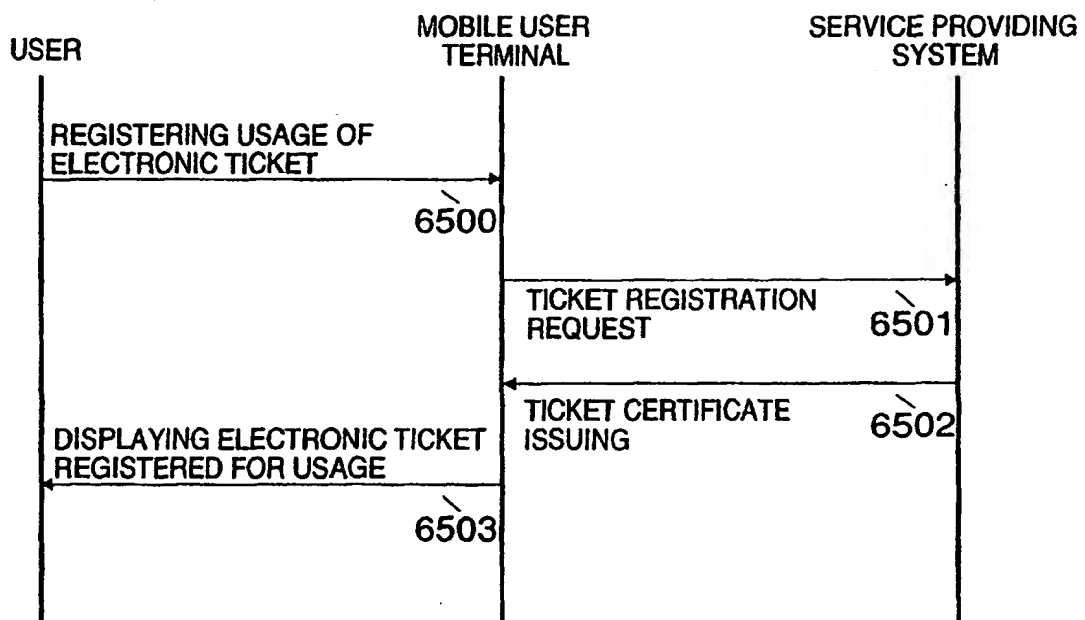 USER
MOBILE USER
TERMINAL
SERVICE PROVIDING
SYSTEM
REGISTERING USAGE OF
ELECTRONIC TICKET
6500
TICKET REGISTRATION
REQUEST
6501
TICKET CERTIFICATE
ISSUING
6502
DISPLAYING ELECTRONIC TICKET
REGISTERED FOR USAGE
6503